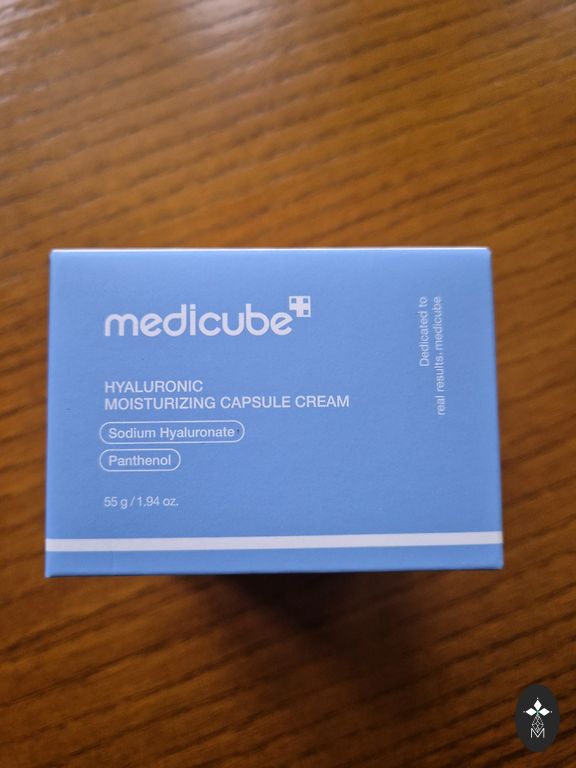 medicube
HYALURONIC
MOISTURIZING CAPSULE CREAM
Sodium Hyaluronate
Panthenol
55 g / 1.94 oz.
Dedicated to
real results. medicube
M